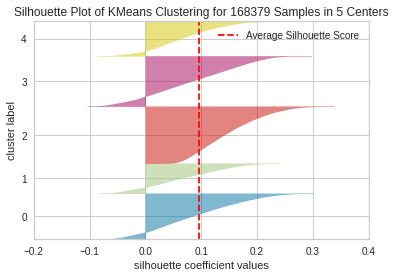 Silhouette Plot of KMeans Clustering for 168379 Samples in 5 Centers
Average Silhouette Score
cluster label
4
3
2
1
0
-0.2 -0.1 0.0 0.1 0.2 0.3 0.4
silhouette coefficient values